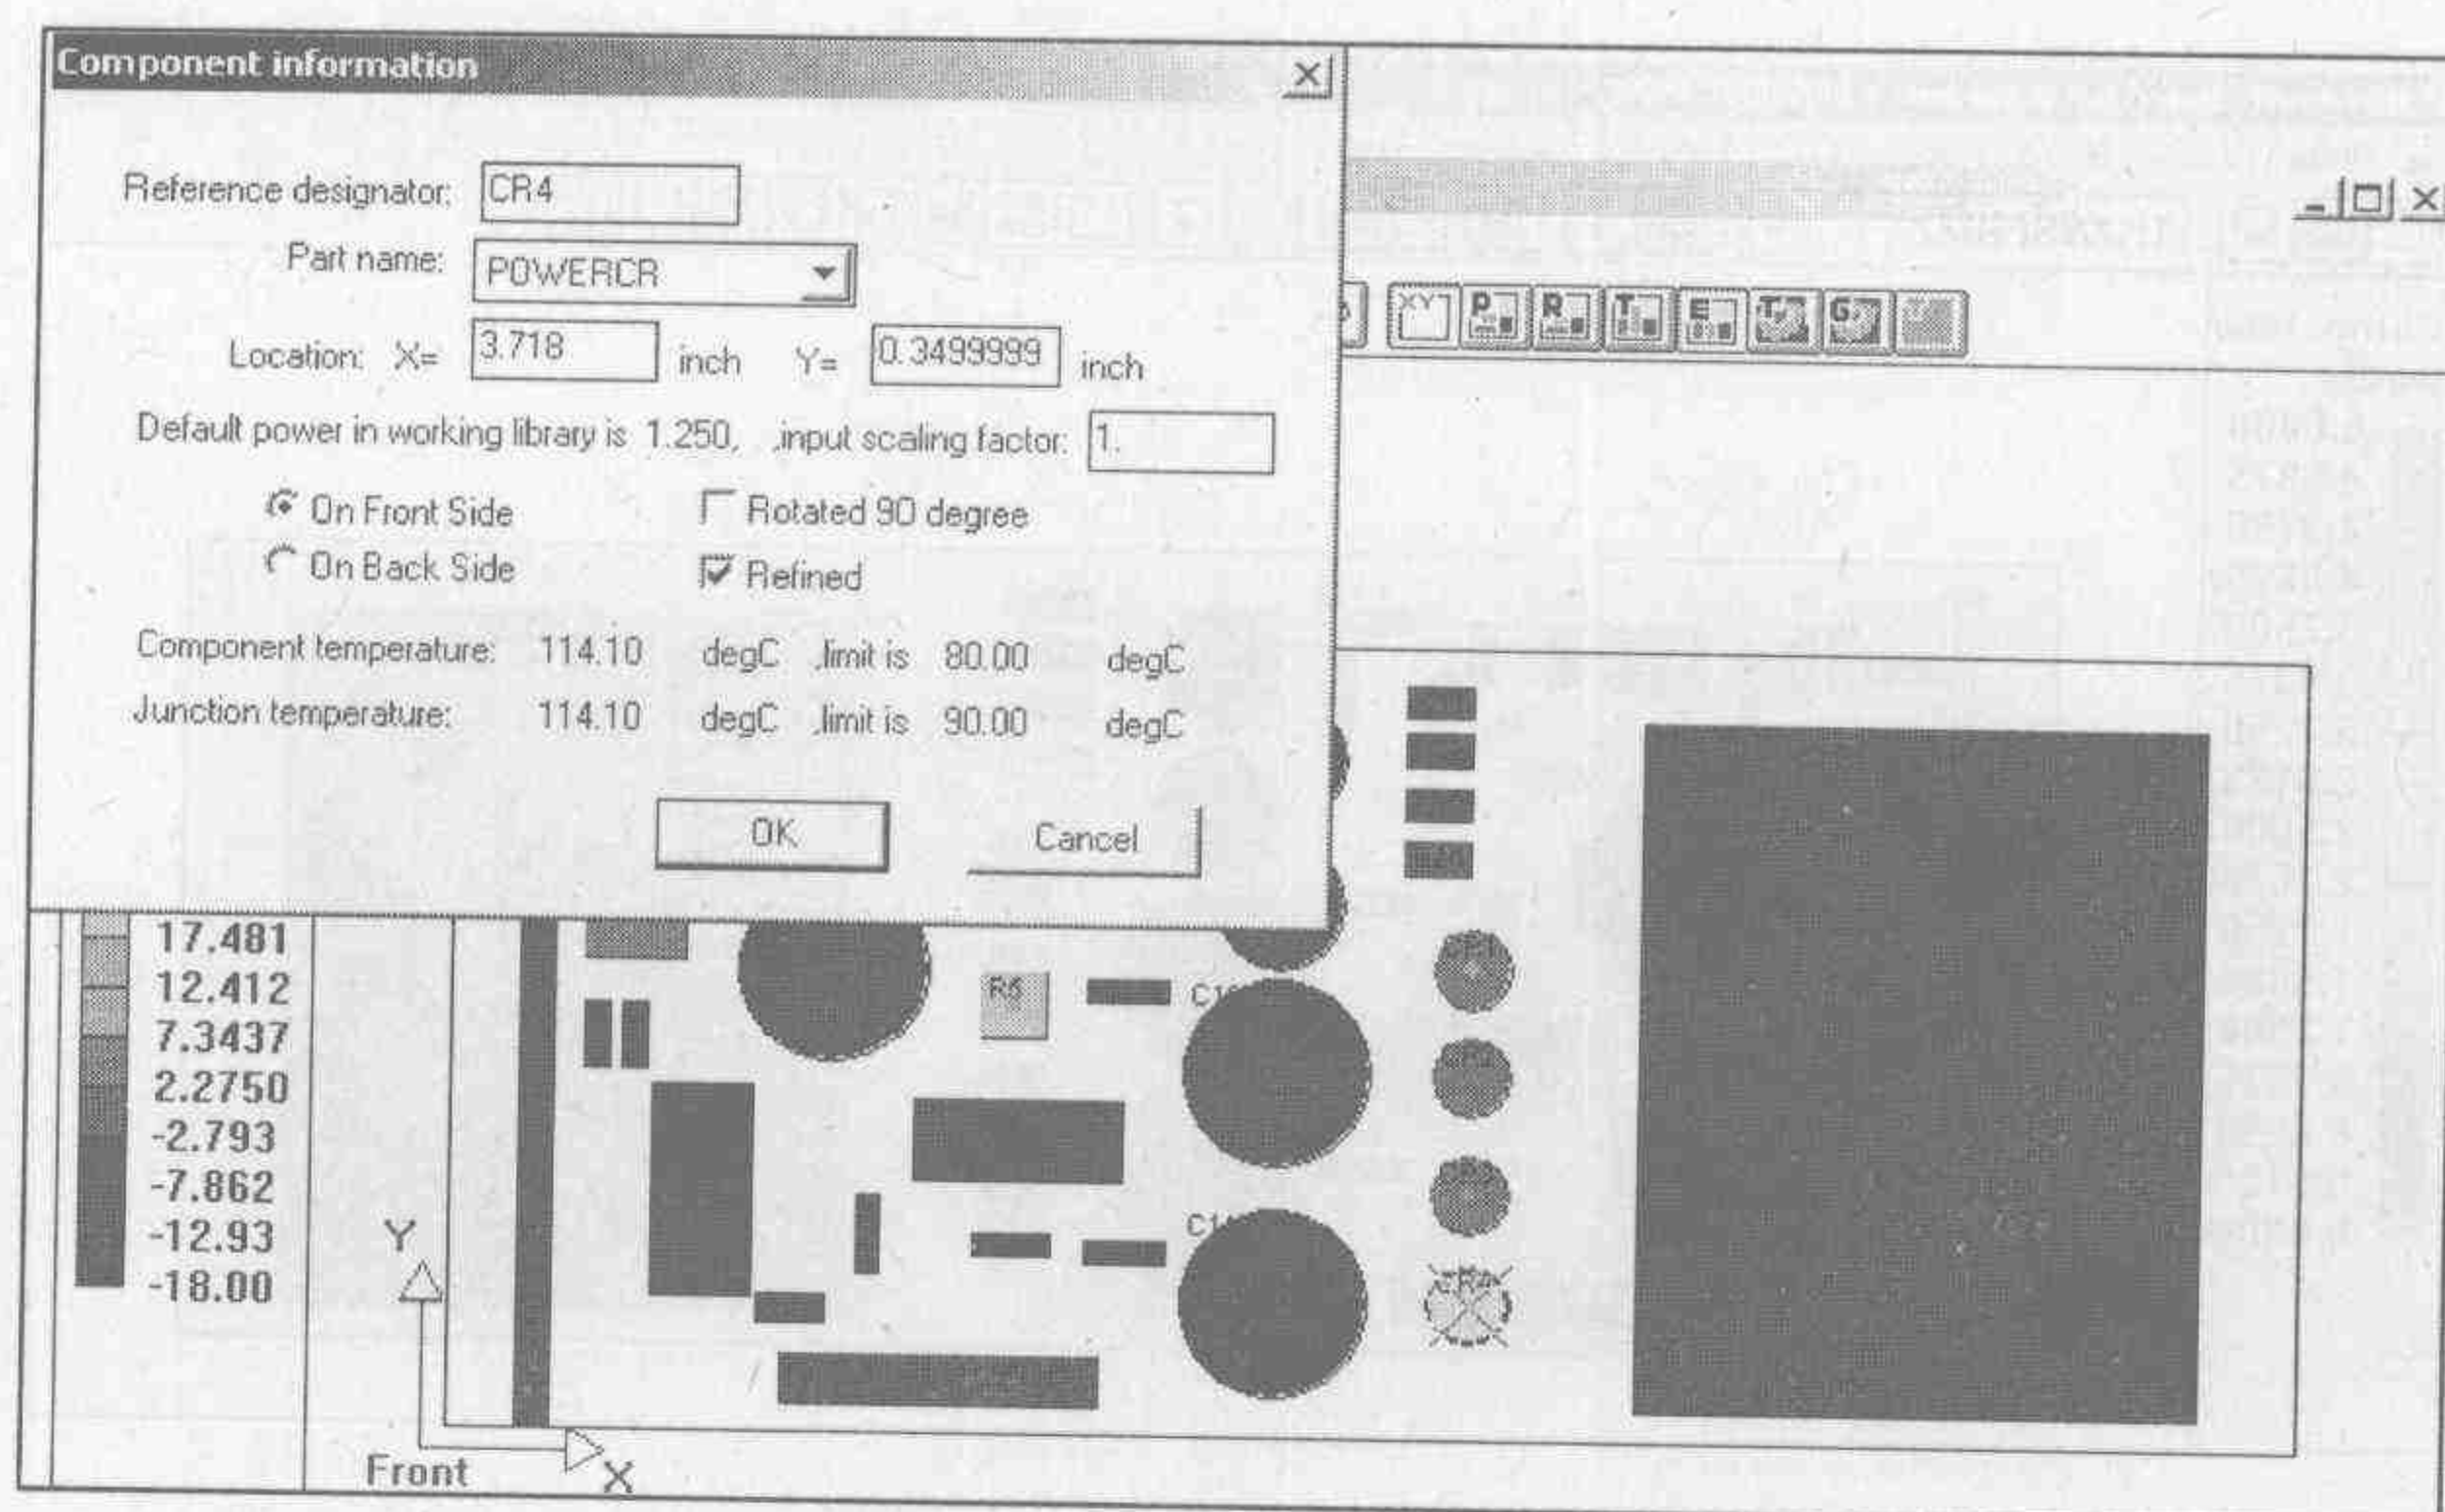 Component information
Reference designator: CR4
Part name: POWERCR
Location: X= 3.718 inch Y= 0.3499999 inch
Default power in working library is 1.250, ,input scaling factor: 1.
On Front Side Rotated 90 degree
On Back Side Refined
Component temperature: 114.10 degC ,limit is 80.00 degC
Junction temperature: 114.10 degC ,limit is 90.00 degC
OK Cancel
XY P R T E T G
17.481
12.412
7.3437
2.2750
-2.793
-7.862
-12.93
-18.00
R6
CR4
Y
X
Front